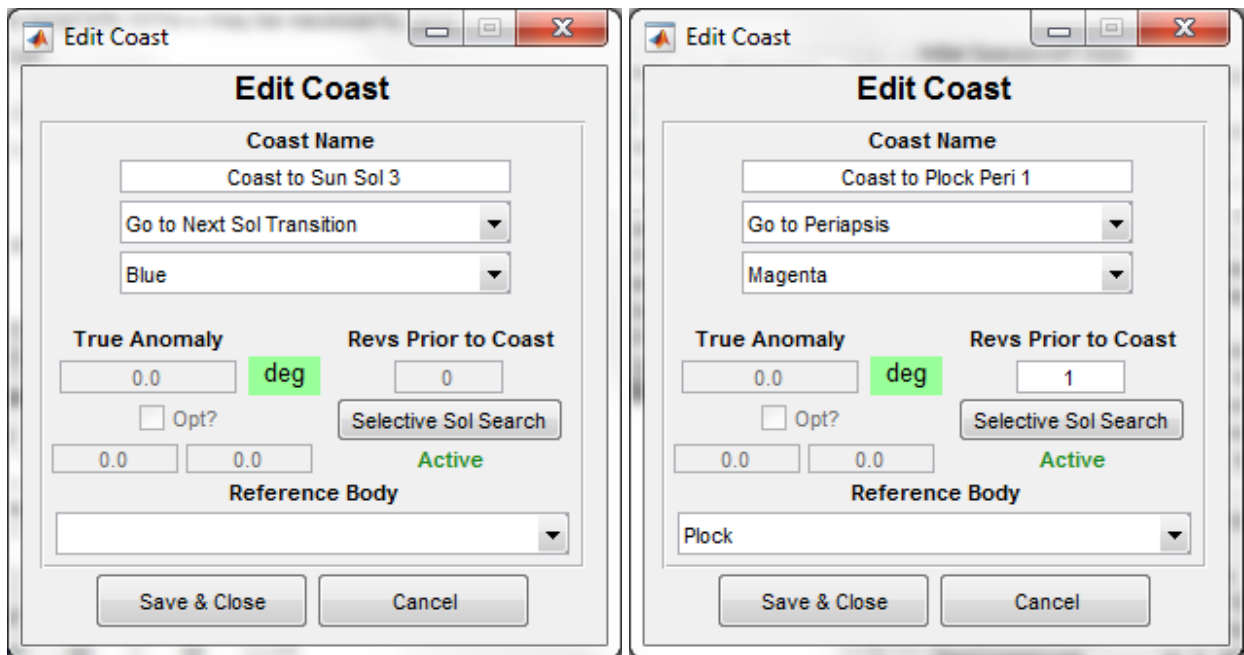 Edit Coast
Edit Coast
Coast Name
Coast to Sun Sol 3
Go to Next Sol Transition
Blue
True Anomaly
Revs Prior to Coast
0.0
deg
0
Opt?
Selective Sol Search
0.0
0.0
Active
Reference Body
Save & Close
Cancel
Edit Coast
Edit Coast
Coast Name
Coast to Plock Peri 1
Go to Periapsis
Magenta
True Anomaly
Revs Prior to Coast
0.0
deg
1
Opt?
Selective Sol Search
0.0
0.0
Active
Reference Body
Plock
Save & Close
Cancel